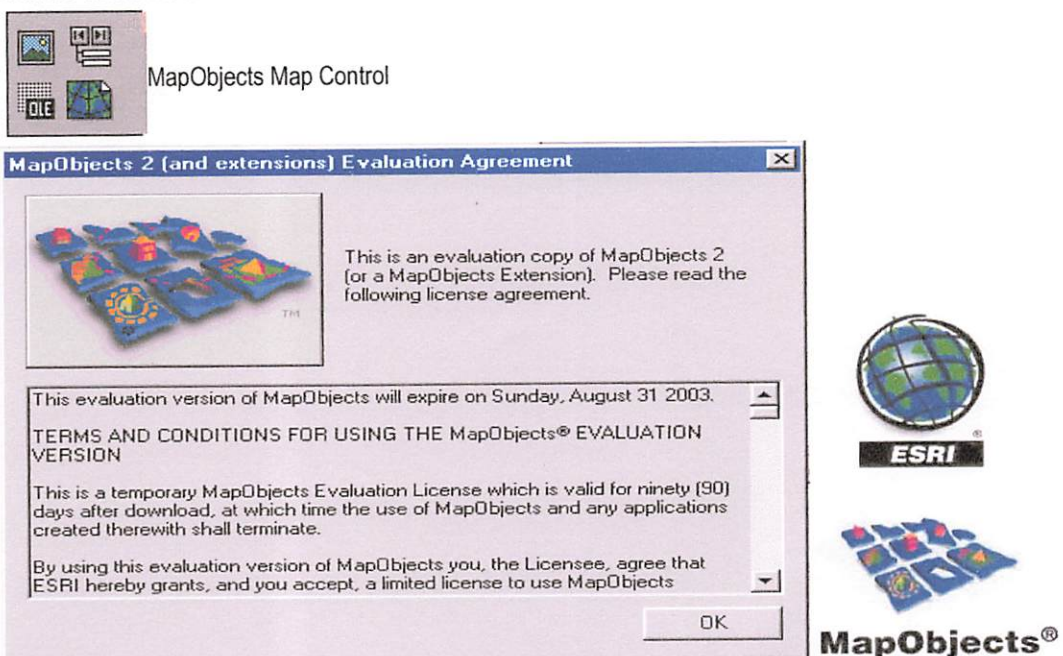 OLE
MapObjects Map Control
MapObjects 2 (and extensions) Evaluation Agreement
This is an evaluation copy of MapObjects 2
(or a MapObjects Extension). Please read the
following license agreement.
TM
This evaluation version of MapObjects will expire on Sunday, August 31 2003.
TERMS AND CONDITIONS FOR USING THE MapObjects® EVALUATION
VERSION
This is a temporary MapObjects Evaluation License which is valid for ninety (90)
days after download, at which time the use of MapObjects and any applications
created therewith shall terminate.
By using this evaluation version of MapObjects you, the Licensee, agree that
ESRI hereby grants, and you accept, a limited license to use MapObjects
OK
ESRI ®
MapObjects®